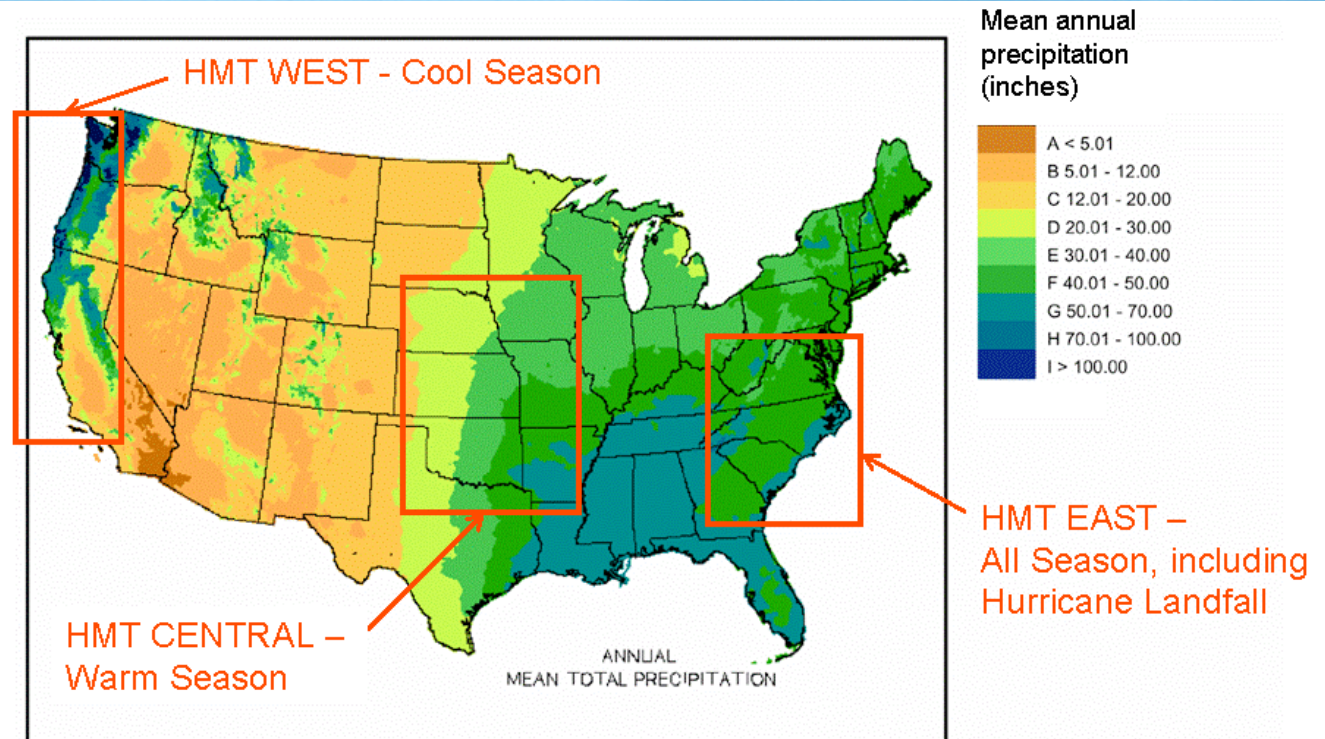 HMT WEST - Cool Season
Mean annual
precipitation
(inches)
A < 5.01
B 5.01 - 12.00
C 12.01 - 20.00
D 20.01 - 30.00
E 30.01 - 40.00
F 40.01 - 50.00
G 50.01 - 70.00
H 70.01 - 100.00
I > 100.00
HMT EAST –
All Season, including
Hurricane Landfall
HMT CENTRAL –
Warm Season
ANNUAL
MEAN TOTAL PRECIPITATION